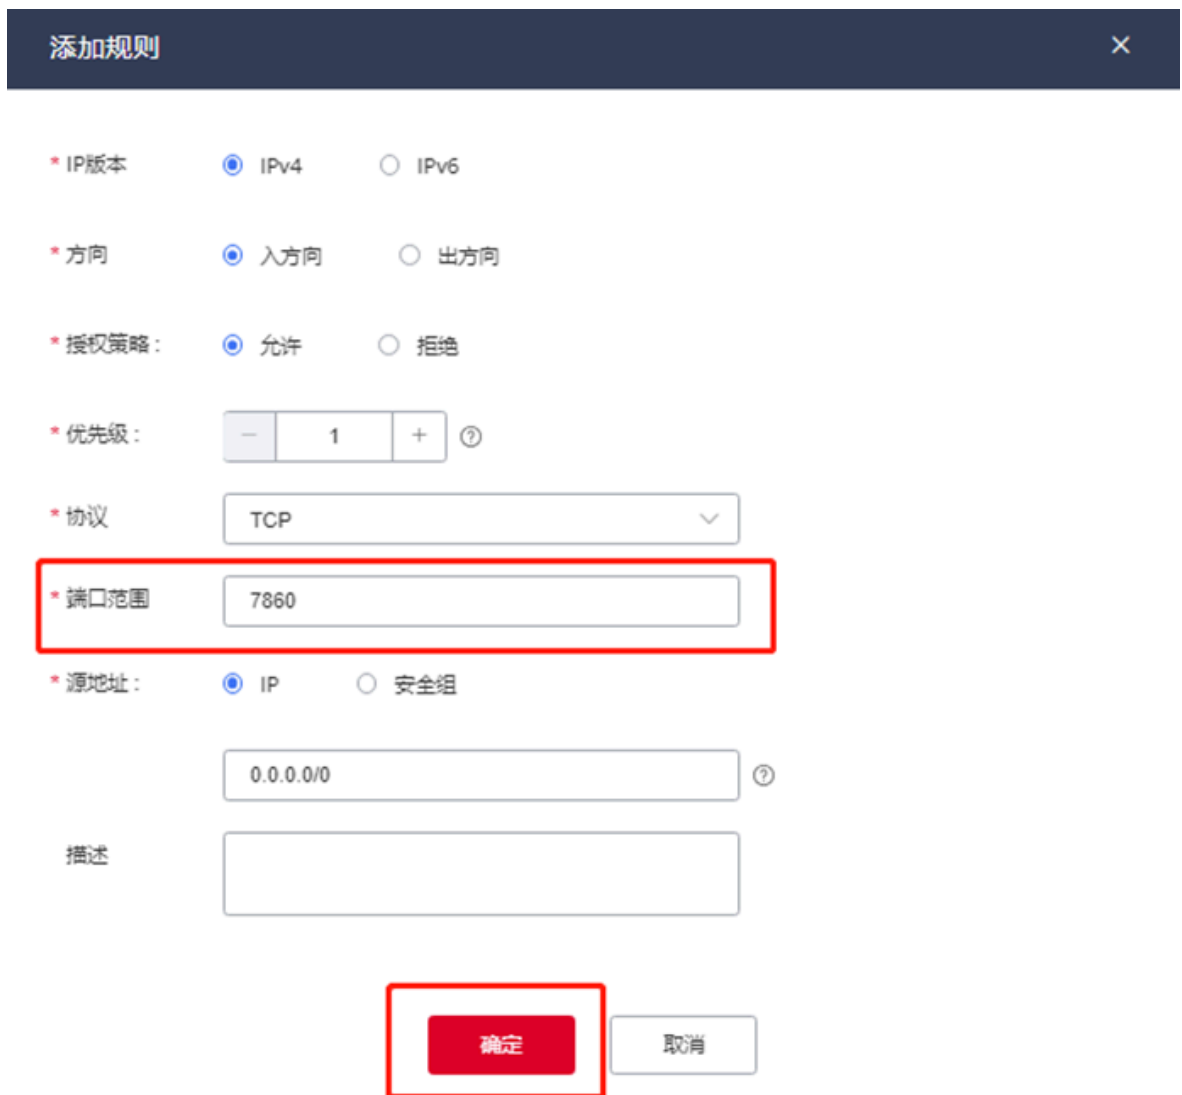 添加规则
* IP版本 IPv4 IPv6
* 方向 入方向 出方向
* 授权策略： 允许 拒绝
* 优先级： 1
* 协议 TCP
* 端口范围 7860
* 源地址： IP 安全组
0.0.0.0/0
描述
确定 取消